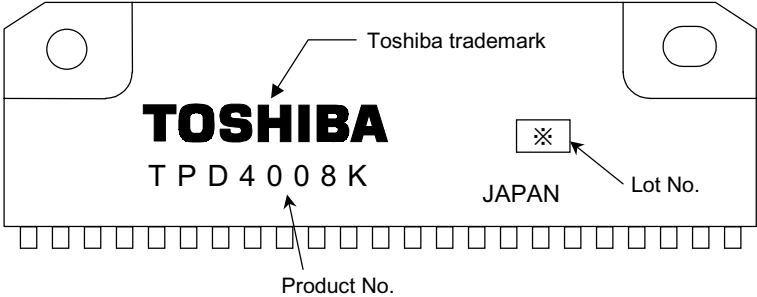 Toshiba trademark
TOSHIBA
※
TPD4008K
JAPAN
Lot No.
Product No.